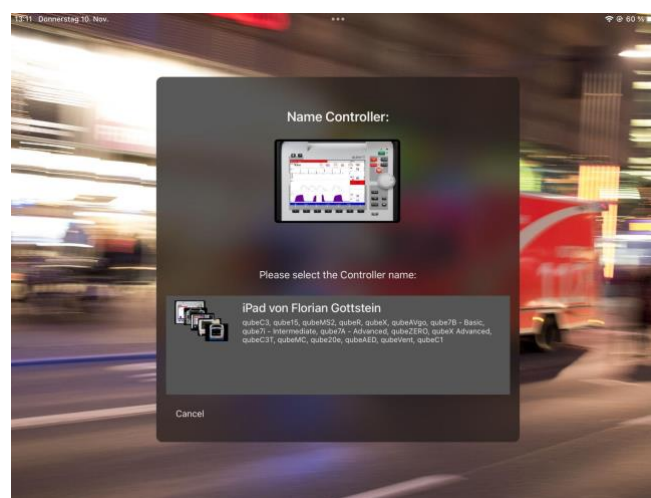 13:11 Donnerstag 10. Nov.
60 %
Name Controller:
Please select the Controller name:
iPad von Florian Gottstein
qubeC3, qube15, qubeMS2, qubeR, qubeX, qubeAVgo, qube7B - Basic,
qube7i - Intermediate, qube7A - Advanced, qubeZERO, qubeX Advanced,
qubeC3T, qubeMC, qube20e, qubeAED, qubeVent, qubeC1
Cancel